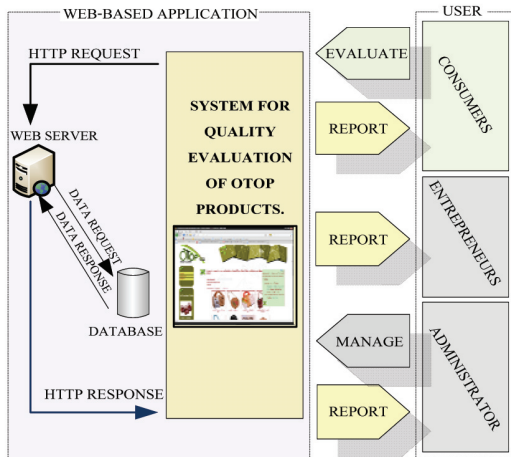 WEB-BASED APPLICATION
USER
HTTP REQUEST
WEB SERVER
DATA REQUEST
DATA RESPONSE
DATABASE
HTTP RESPONSE
SYSTEM FOR
QUALITY
EVALUATION
OF OTOP
PRODUCTS.
EVALUATE
REPORT
CONSUMERS
REPORT
ENTREPRENEURS
MANAGE
REPORT
ADMINISTRATOR